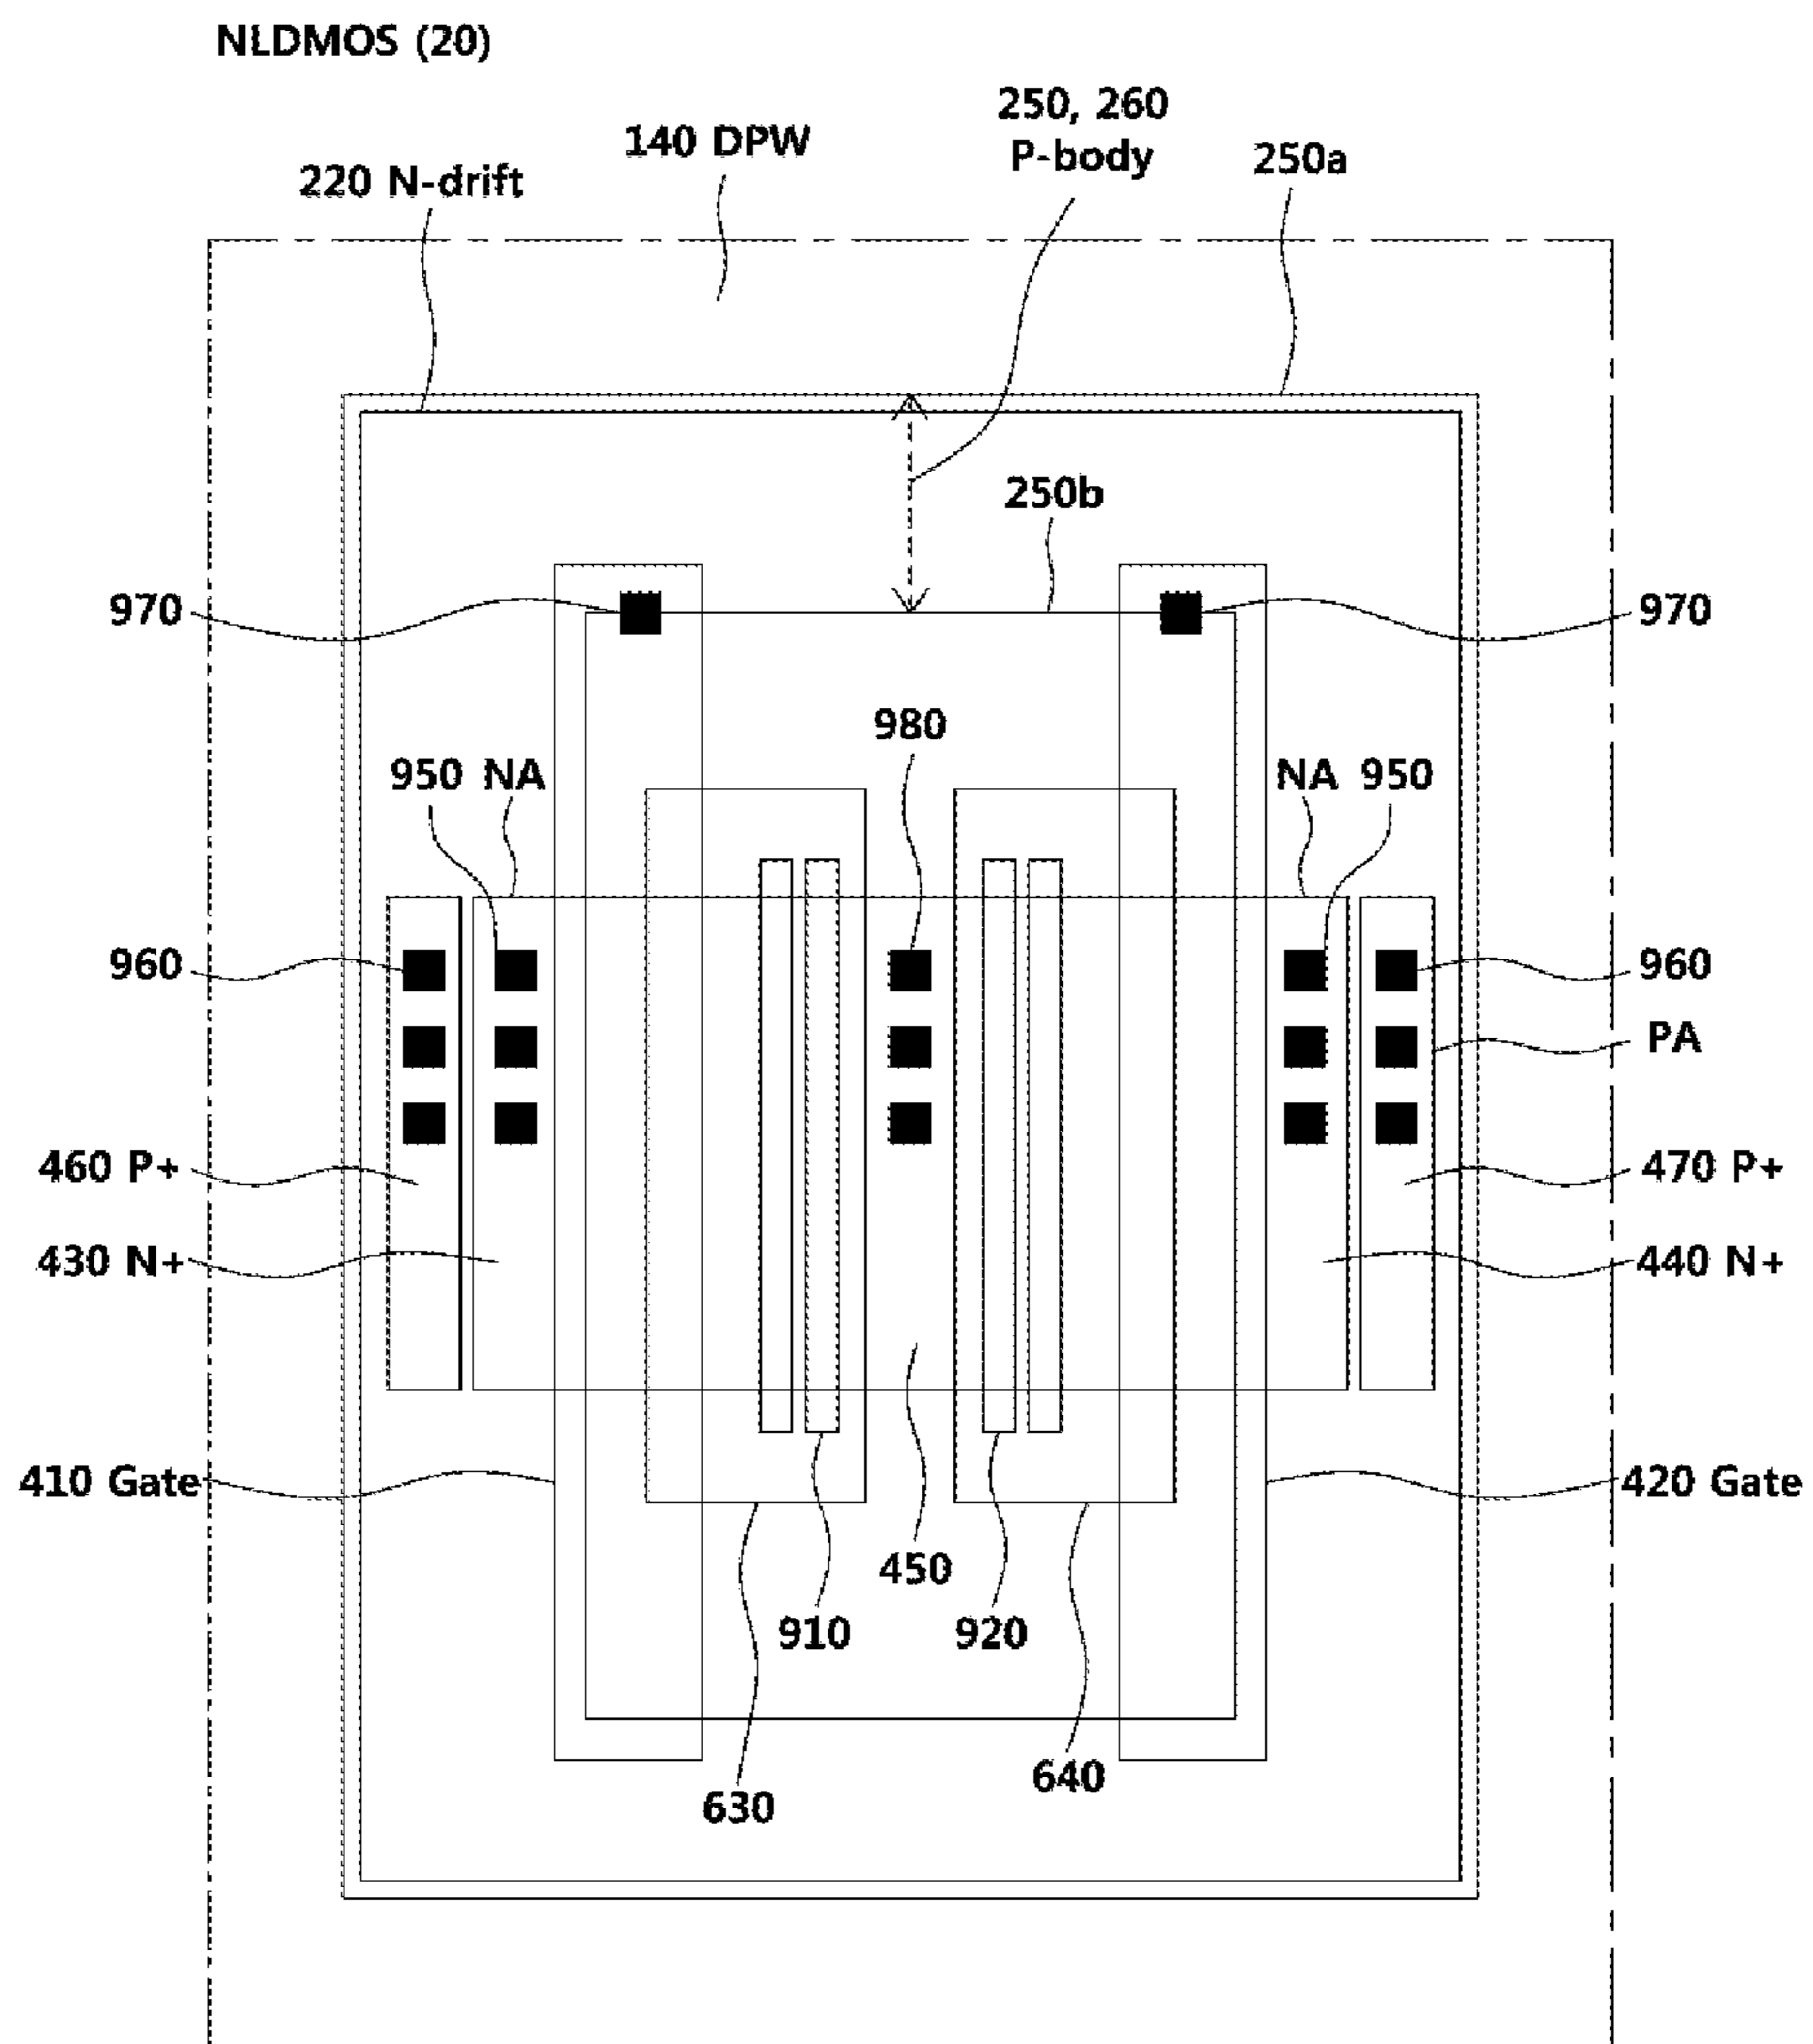 NLDMOS (20)
250, 260
P-body
140 DPW
250a
220 N-drift
250b
970
970
980
950 NA
NA 950
960
960
PA
460 P+
470 P+
430 N+
440 N+
410 Gate
420 Gate
450
910
920
640
630